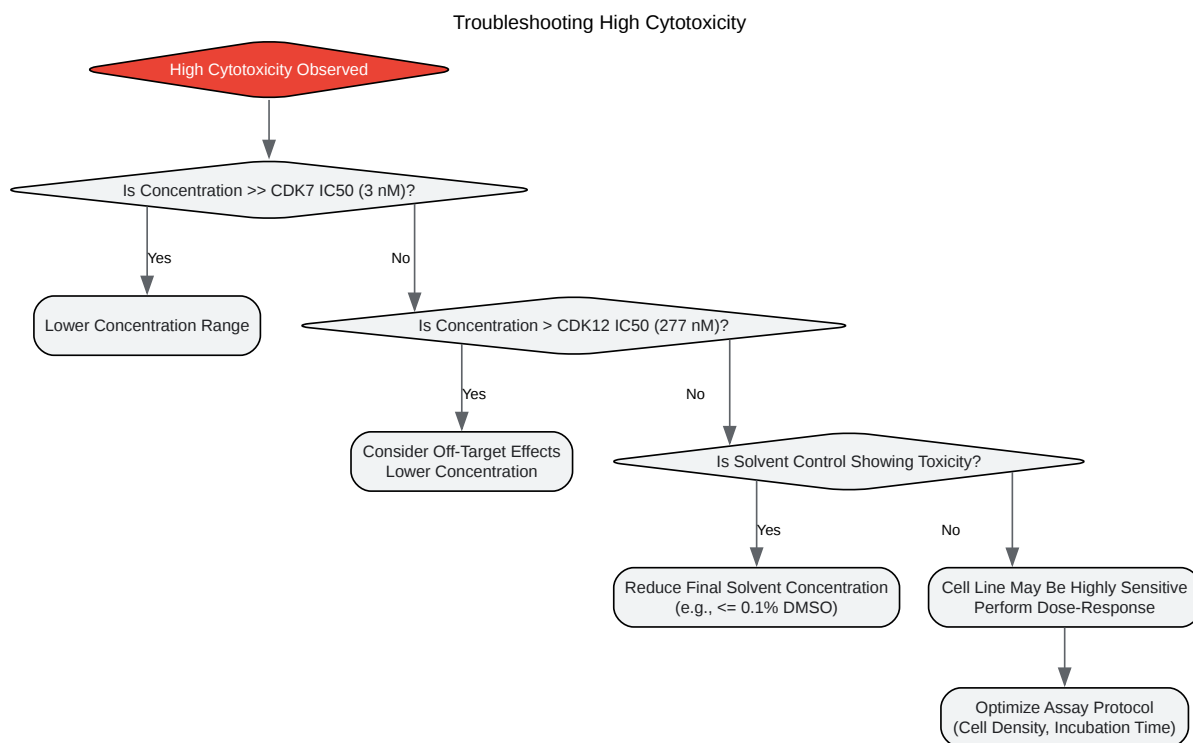 Troubleshooting High Cytotoxicity
High Cytotoxicity Observed
Is Concentration >> CDK7 IC50 (3 nM)?
Yes
No
Lower Concentration Range
Is Concentration > CDK12 IC50 (277 nM)?
Yes
No
Consider Off-Target Effects
Lower Concentration
Is Solvent Control Showing Toxicity?
Yes
No
Reduce Final Solvent Concentration
(e.g., <= 0.1% DMSO)
Cell Line May Be Highly Sensitive
Perform Dose-Response
Optimize Assay Protocol
(Cell Density, Incubation Time)